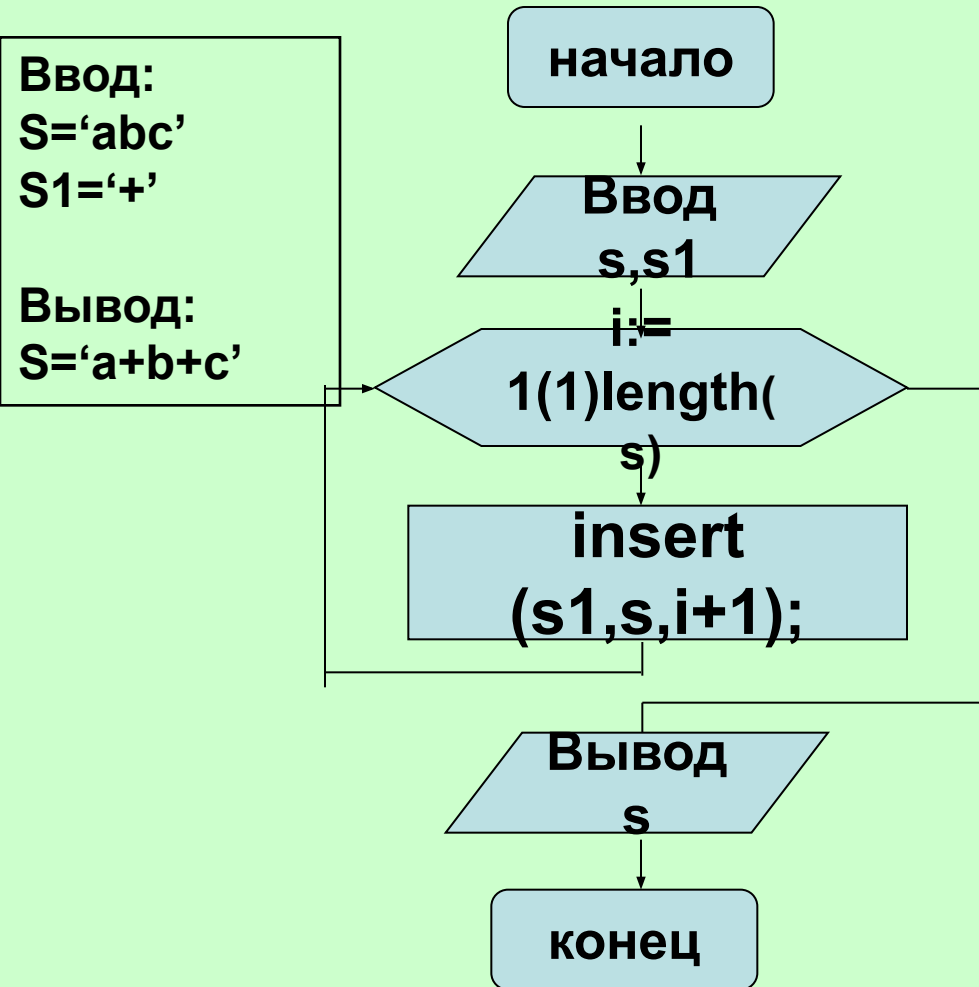 Ввод:
S=‘abc’
S1=‘+’
Вывод:
S=‘a+b+c’
начало
Ввод
s,s1
i:=
1(1)length(
s)
insert
(s1,s,i+1);
Вывод
s
конец